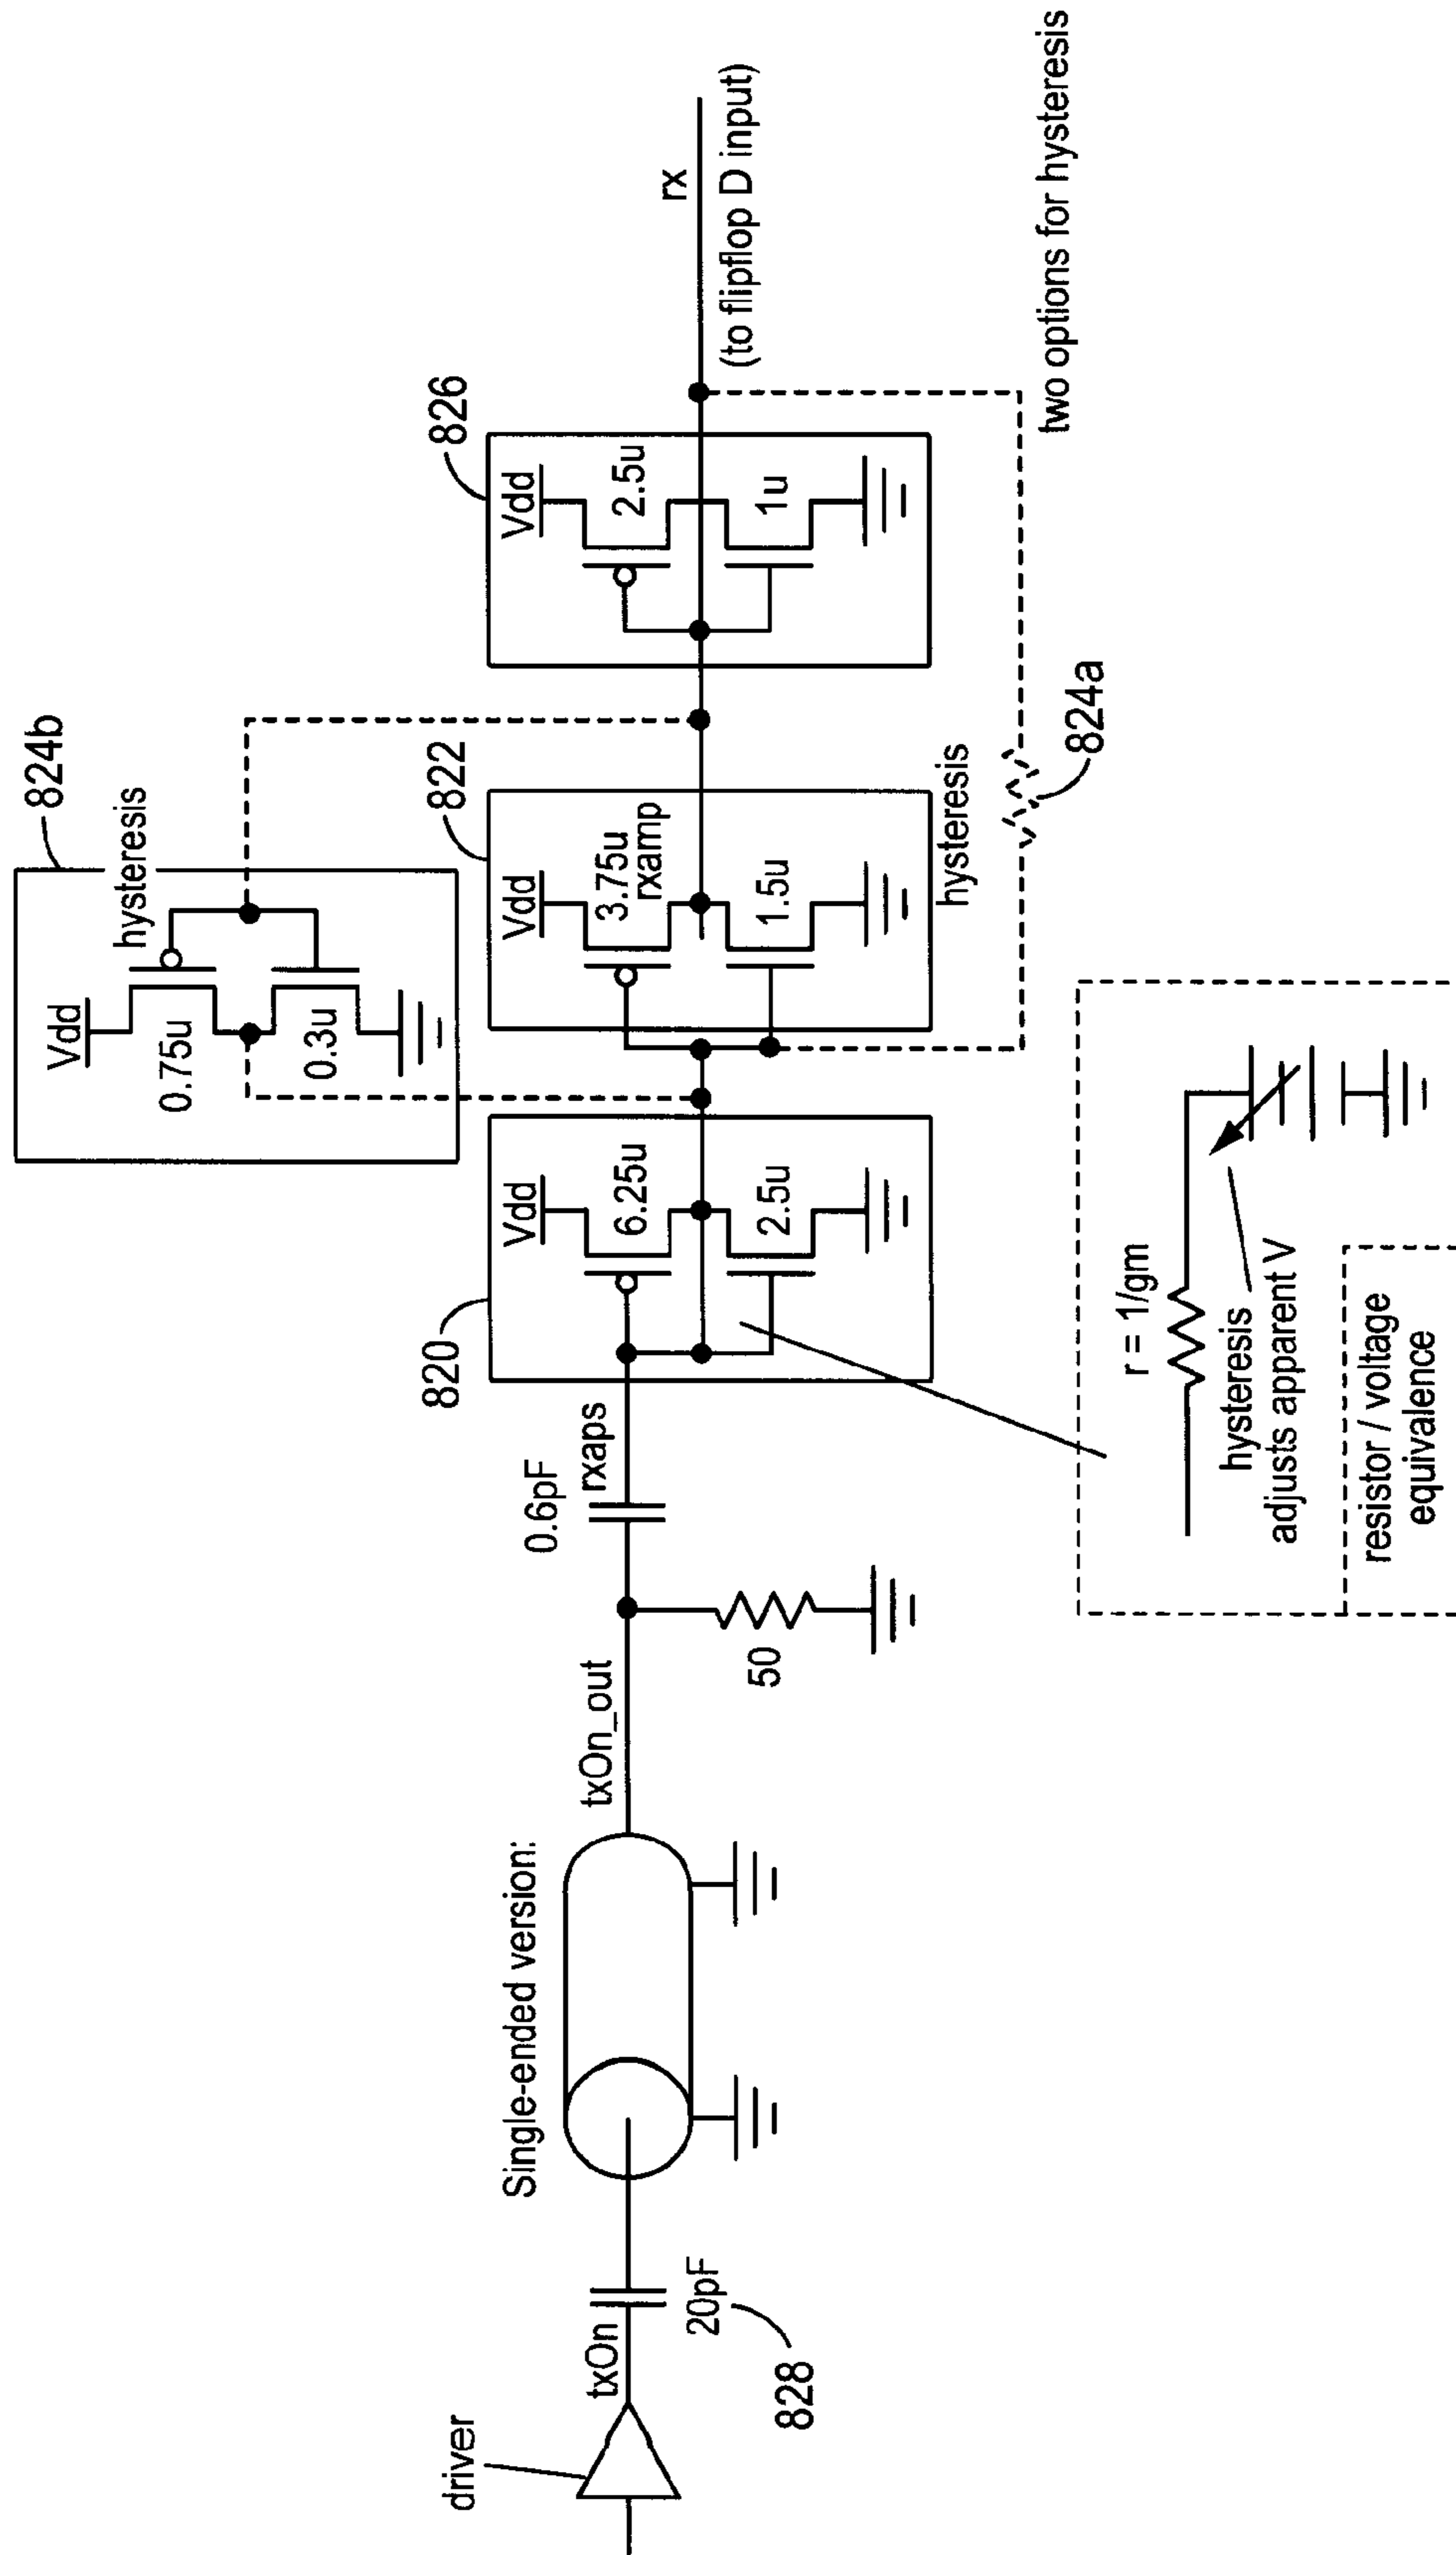 Single-ended version:
driver
txOn
20pF
828
txOn_out
50
0.6pF
rxaps
820
Vdd
6.25u
2.5u
824b
hysteresis
Vdd
0.75u
0.3u
822
Vdd
3.75u
rxamp
1.5u
hysteresis
824a
826
Vdd
2.5u
1u
rx
(to flipflop D input)
two options for hysteresis
r = 1/gm
hysteresis
adjusts apparent V
resistor / voltage
equivalence